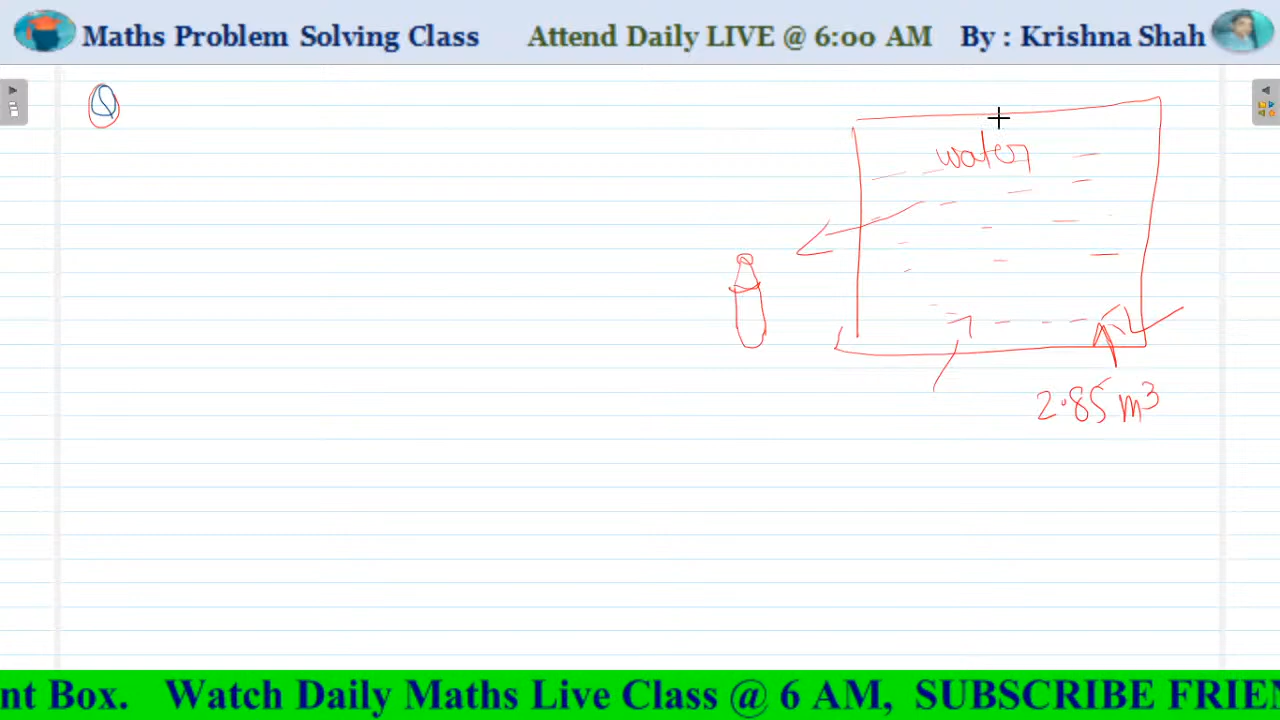 Maths Problem Solving Class Attend Daily LIVE @ 6:00 AM By : Krishna Shah
Q
water
2.85 m³
nt Box. Watch Daily Maths Live Class @ 6 AM, SUBSCRIBE FRIEN